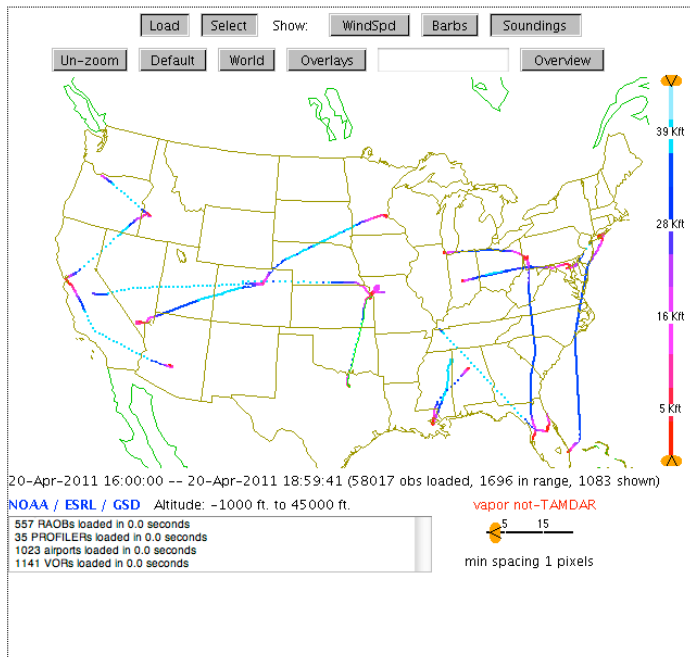 Load Select Show: WindSpd Barbs Soundings
Un-zoom Default World Overlays Overview
39 Kft
28 Kft
16 Kft
5 Kft
20-Apr-2011 16:00:00 -- 20-Apr-2011 18:59:41 (58017 obs loaded, 1696 in range, 1083 shown)
NOAA / ESRL / GSD Altitude: -1000 ft. to 45000 ft. vapor not-TAMDAR
557 RAOBs loaded in 0.0 seconds
35 PROFILERs loaded in 0.0 seconds
1023 airports loaded in 0.0 seconds
1141 VORs loaded in 0.0 seconds
5 15
min spacing 1 pixels